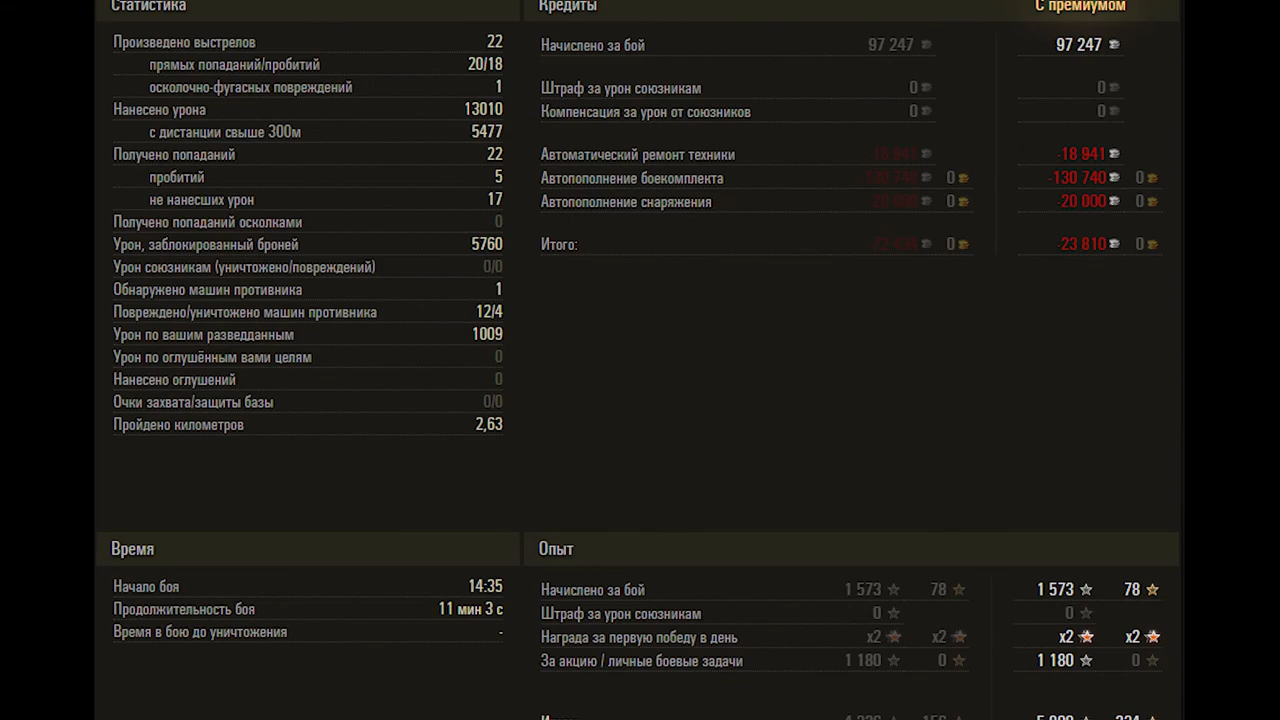 Статистика
Произведено выстрелов 22
прямых попаданий/пробитий 20/18
осколочно-фугасных повреждений 1
Нанесено урона 13010
с дистанции свыше 300м 5477
Получено попаданий 22
пробитий 5
не нанесших урон 17
Получено попаданий осколками 0
Урон, заблокированный броней 5760
Урон союзникам (уничтожено/повреждений) 0/0
Обнаружено машин противника 1
Повреждено/уничтожено машин противника 12/4
Урон по вашим разведданным 1009
Урон по оглушённым вами целям 0
Нанесено оглушений 0
Очки захвата/защиты базы 0/0
Пройдено километров 2,63
Кредиты С премиумом
Начислено за бой 97 247 97 247
Штраф за урон союзникам 0 0
Компенсация за урон от союзников 0 0
Автоматический ремонт техники -18 941 -18 941
Автопополнение боекомплекта -130 740 0 -130 740 0
Автопополнение снаряжения -20 000 0 -20 000 0
Итого: 0 -23 810 0
Время
Начало боя 14:35
Продолжительность боя 11 мин 3 с
Время в бою до уничтожения -
Опыт
Начислено за бой 1 573 78 1 573 78
Штраф за урон союзникам 0 0
Награда за первую победу в день x2 x2 x2 x2
За акцию / личные боевые задачи 1 180 0 1 180 0